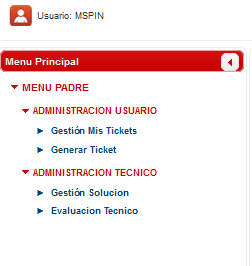 Usuario: MSPIN
Menu Principal
MENU PADRE
ADMINISTRACION USUARIO
Gestión Mis Tickets
Generar Ticket
ADMINISTRACION TECNICO
Gestión Solucion
Evaluacion Tecnico